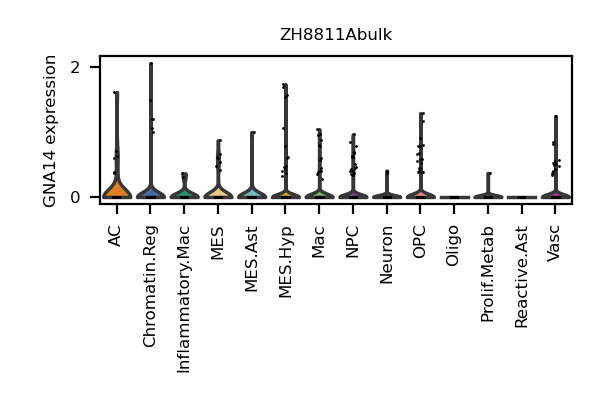 ZH8811Abulk
GNA14 expression
2
0
AC
Chromatin.Reg
Inflammatory.Mac
MES
MES.Ast
MES.Hyp
Mac
NPC
Neuron
OPC
Oligo
Prolif.Metab
Reactive.Ast
Vasc